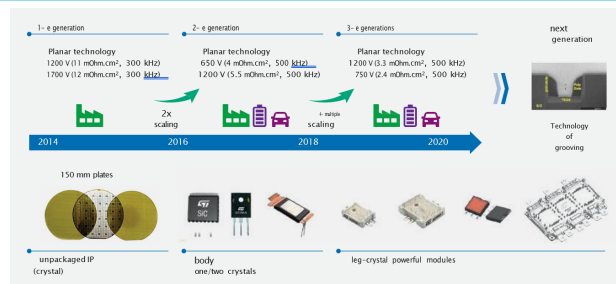 1- e generation
2- e generation
3- e generations
next
generation
Planar technology
1200 V (11 mOhm.cm², 300 kHz)
1700 V (12 mOhm.cm², 300 kHz)
Planar technology
650 V (4 mOhm.cm², 500 kHz)
1200 V (5.5 mOhm.cm², 500 kHz)
Planar technology
1200 V (3.3 mOhm.cm², 500 kHz)
750 V (2.4 mOhm.cm², 500 kHz)
2x
scaling
multiple
scaling
Technology
of
grooving
2014
2016
2018
2020
150 mm plates
SiC
unpackaged IP
(crystal)
body
one/two crystals
leg-crystal powerful modules